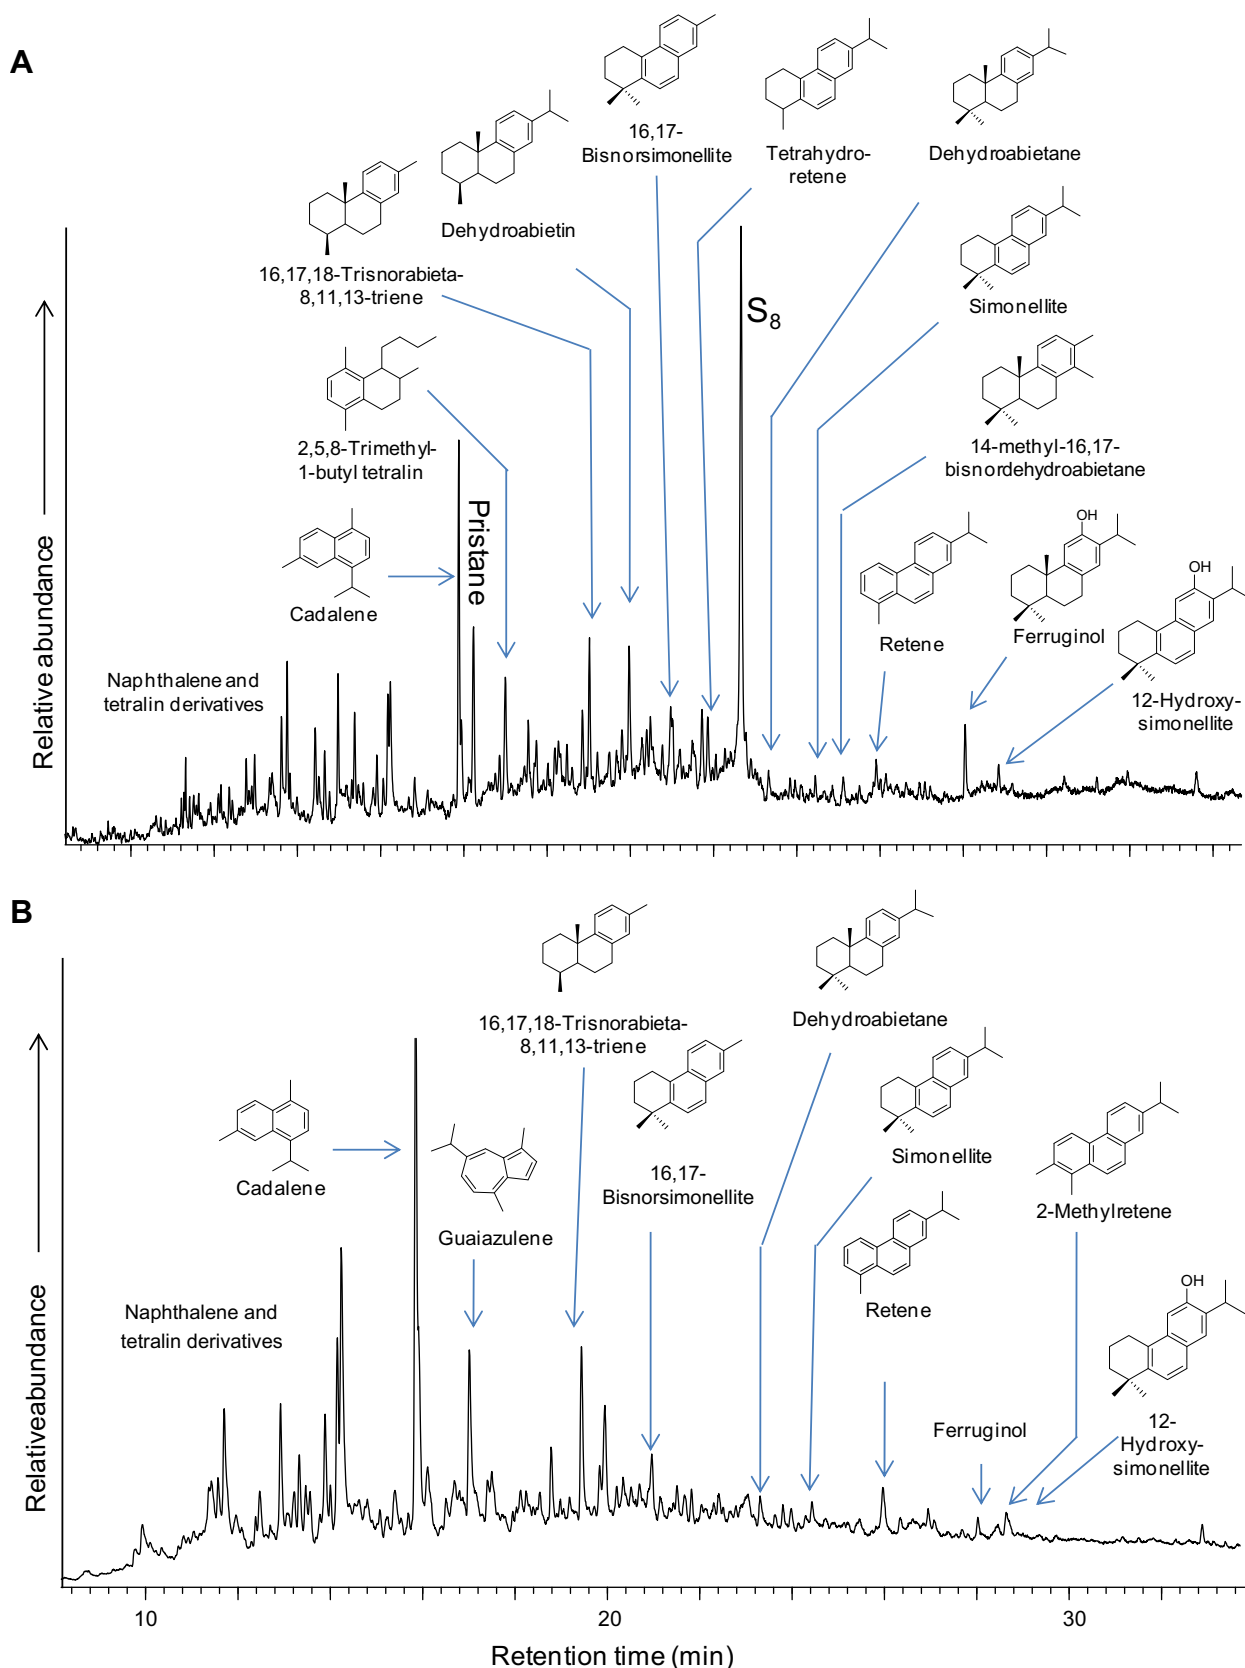 A
16,17-
Bisnorsimonellite
Tetrahydro-
retene
Dehydroabietane
Dehydroabietin
16,17,18-Trisnorabieta-
8,11,13-triene
Simonellite
S8
2,5,8-Trimethyl-
1-butyl tetralin
14-methyl-16,17-
bisnordehydroabietane
Pristane
Cadalene
OH
OH
Retene
Ferruginol
12-Hydroxy-
simonellite
Naphthalene and
tetralin derivatives
Relative abundance
B
16,17,18-Trisnorabieta-
8,11,13-triene
Dehydroabietane
Cadalene
Guaiazulene
16,17-
Bisnorsimonellite
Simonellite
2-Methylretene
Retene
OH
Naphthalene and
tetralin derivatives
Ferruginol
12-
Hydroxy-
simonellite
Relative abundance
10
20
30
Retention time (min)